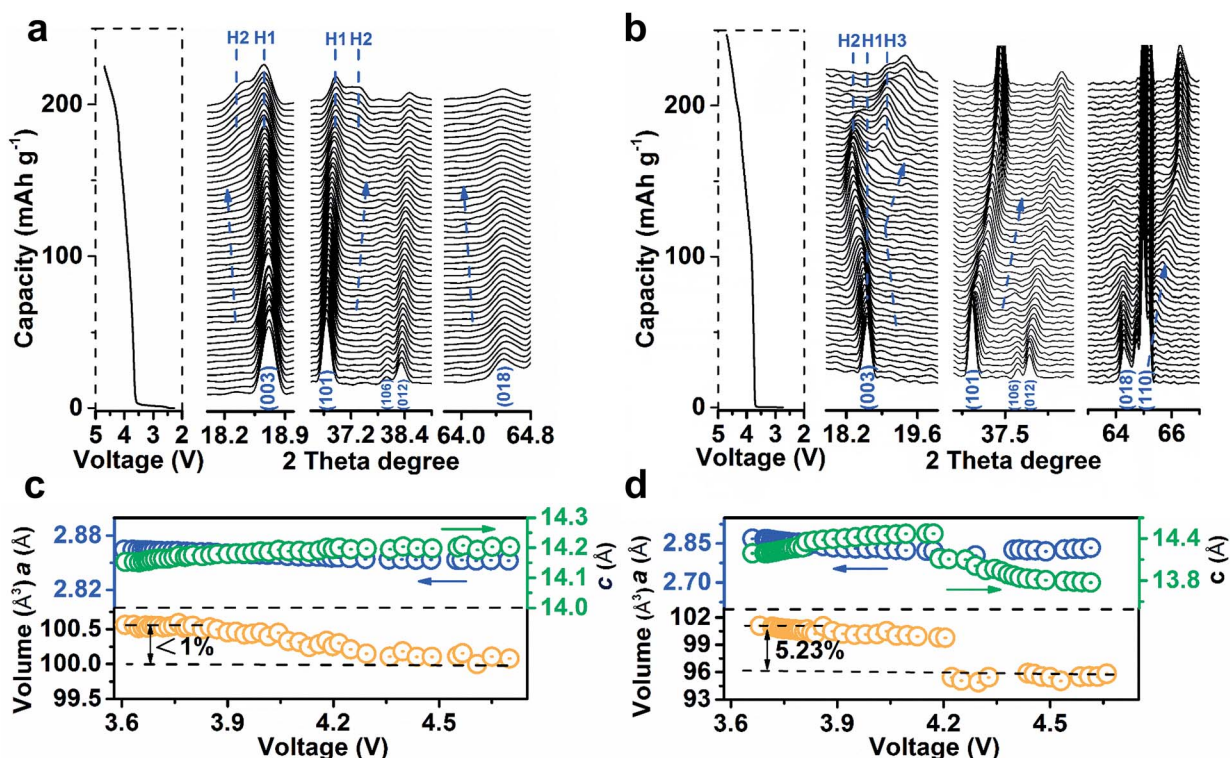 a
H2 H1
H1 H2
200
100
0
Capacity (mAh g⁻¹)
(003)
(101)
(106)
(012)
(018)
5 4 3 2
18.2 18.9
37.2 38.4
64.0 64.8
Voltage (V)
2 Theta degree
b
H2 H1 H3
200
100
0
Capacity (mAh g⁻¹)
(003)
(101)
(106)
(012)
(018)
(110)
5 4 3 2
18.2 19.6
37.5
64 66
Voltage (V)
2 Theta degree
c
2.88
2.82
a (Å)
14.3
14.2
14.1
14.0
c (Å)
Volume (Å³)
100.5
100.0
99.5
<1%
3.6 3.9 4.2 4.5
Voltage (V)
d
2.85
2.70
a (Å)
14.4
13.8
c (Å)
Volume (Å³)
102
99
96
93
5.23%
3.6 3.9 4.2 4.5
Voltage (V)